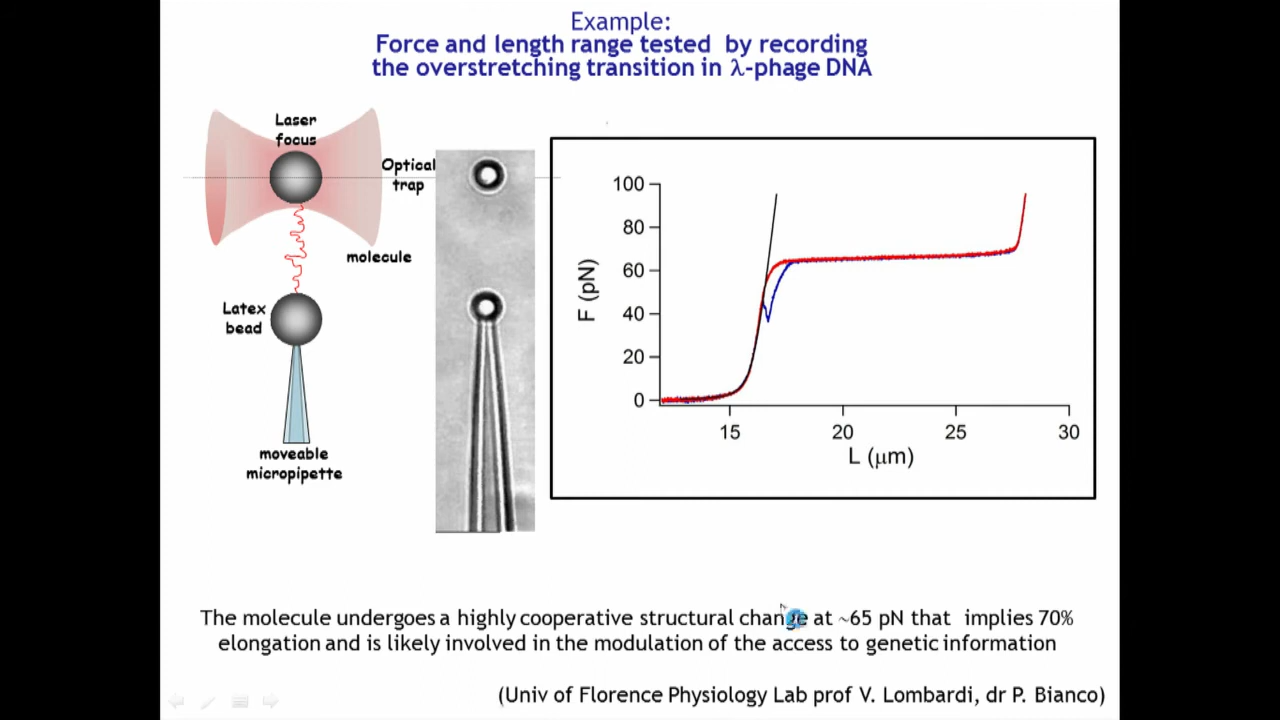 Example:
Force and length range tested by recording
the overstretching transition in λ-phage DNA
Laser
focus
Optical
trap
molecule
Latex
bead
moveable
micropipette
100
80
60
40
20
0
F (pN)
15
20
25
30
L (μm)
The molecule undergoes a highly cooperative structural change at ~65 pN that implies 70%
elongation and is likely involved in the modulation of the access to genetic information
(Univ of Florence Physiology Lab prof V. Lombardi, dr P. Bianco)